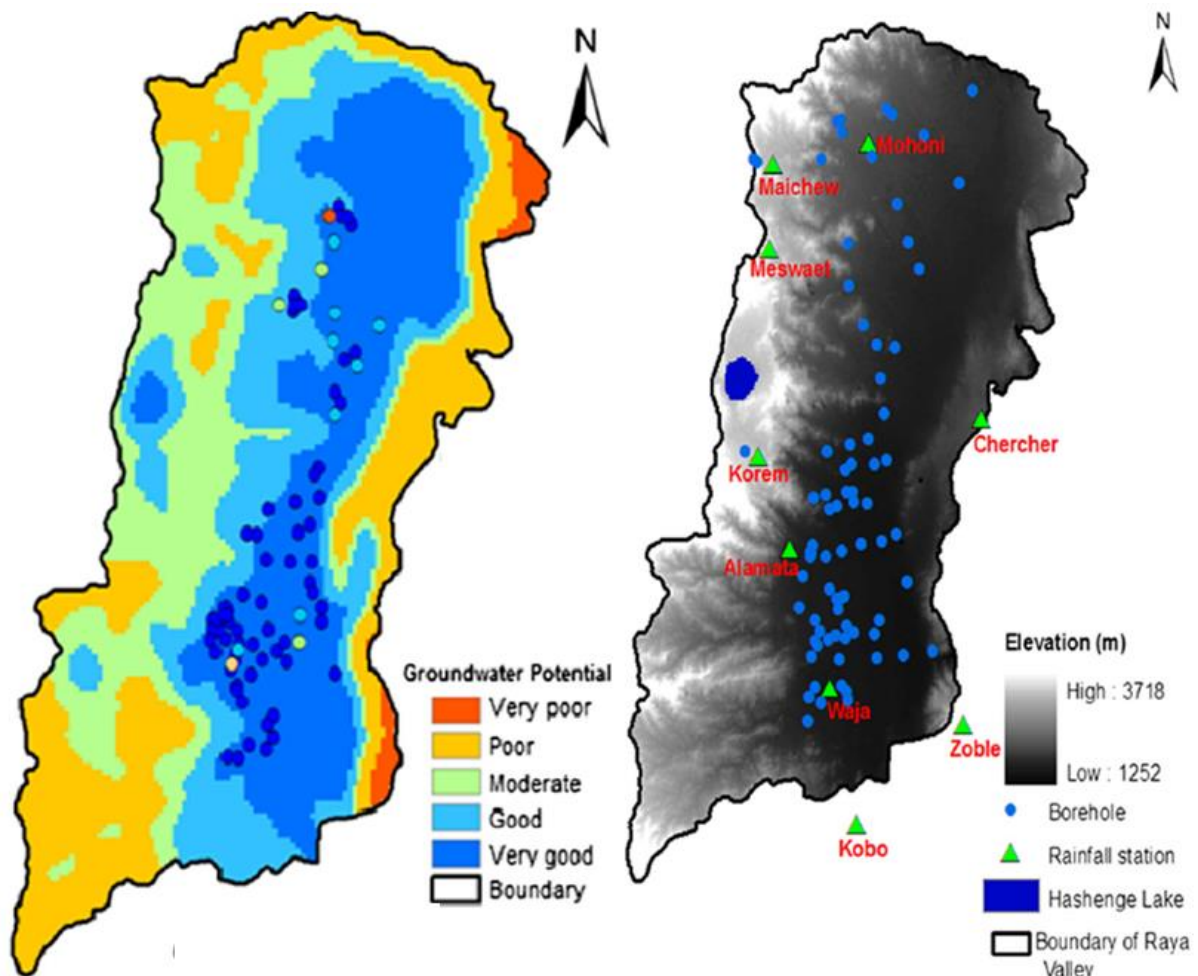 N
Groundwater Potential
Very poor
Poor
Moderate
Good
Very good
Boundary
N
Mohoni
Maichew
Meswaet
Chercher
Korem
Alamata
Waja
Zoble
Kobo
Elevation (m)
High : 3718
Low : 1252
Borehole
Rainfall station
Hashenge Lake
Boundary of Raya
Valley